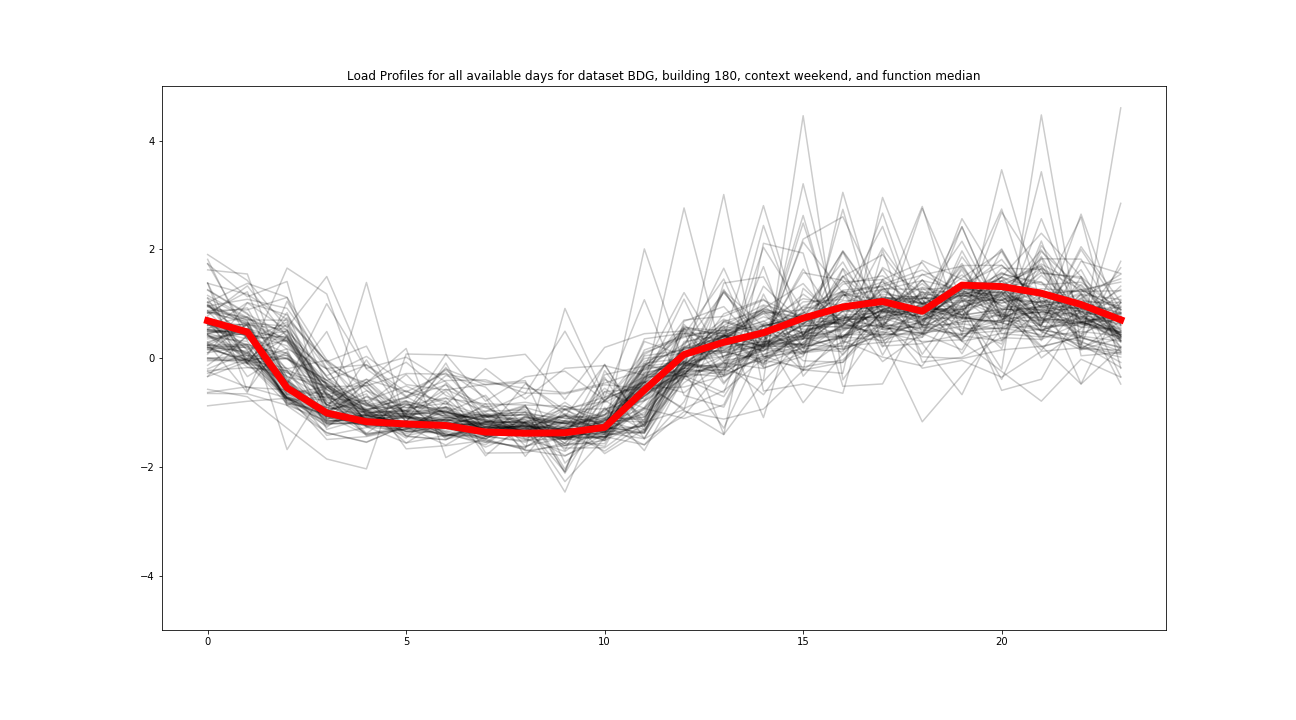 Load Profiles for all available days for dataset BDG, building 180, context weekend, and function median
4
2
0
−2
−4
0 5 10 15 20